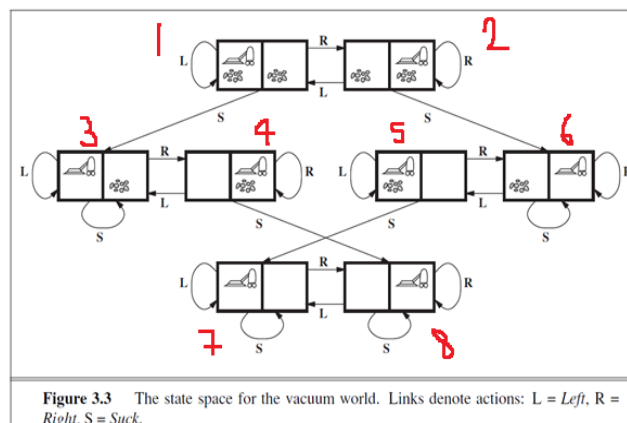 1
2
R
L
R
L
S
S
3
4
5
6
R
R
L
R
L
R
L
L
S
S
S
S
R
L
R
L
7
8
S
S
Figure 3.3 The state space for the vacuum world. Links denote actions: L = Left, R =
Right, S = Suck.